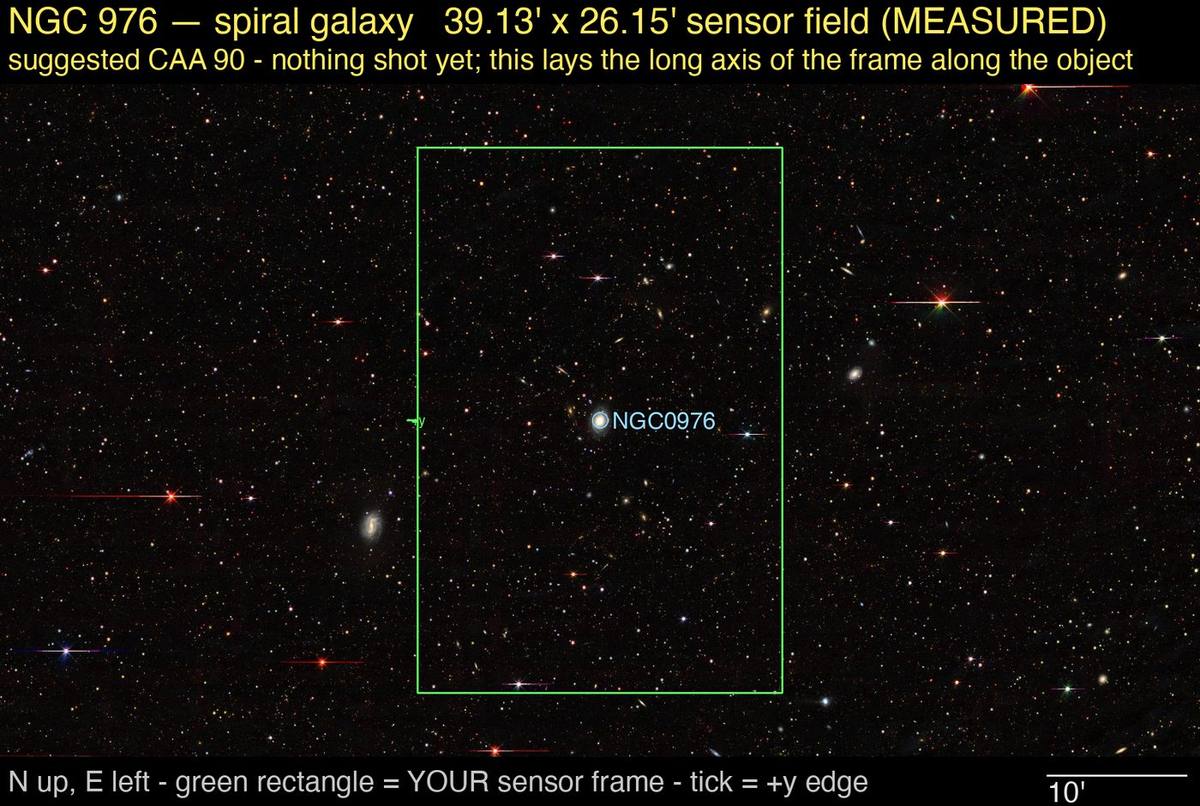 NGC 976 — spiral galaxy 39.13' x 26.15' sensor field (MEASURED)
suggested CAA 90 - nothing shot yet; this lays the long axis of the frame along the object
+y
NGC0976
N up, E left - green rectangle = YOUR sensor frame - tick = +y edge
10'